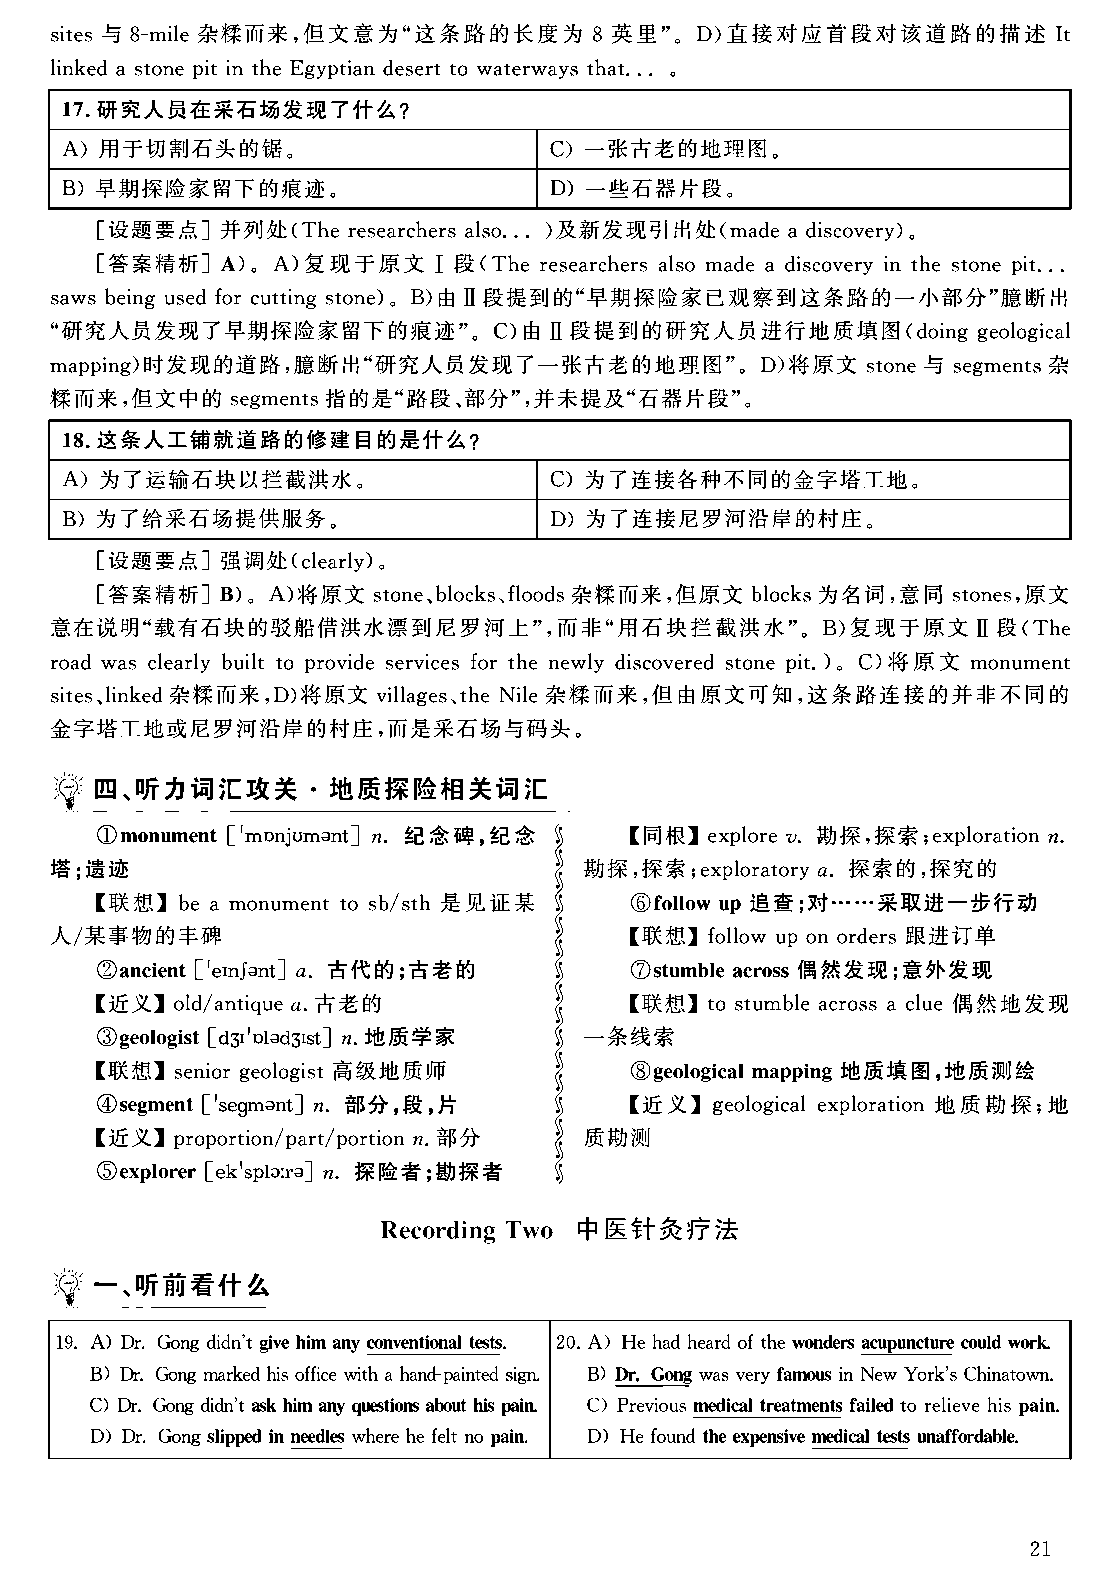 sites 与 8-mile 杂糅而来,但文意为“这条路的长度为 8 英里”。D)直接对应首段对该道路的描述 It
linked a stone pit in the Egyptian desert to waterways that... 。
17. 研究人员在采石场发现了什么?
A) 用于切割石头的锯。
C) 一张古老的地理图。
B) 早期探险家留下的痕迹。
D) 一些石器片段。
[设题要点] 并列处(The researchers also... )及新发现引出处(made a discovery)。
[答案精析] A)。A)复现于原文Ⅰ段(The researchers also made a discovery in the stone pit...
saws being used for cutting stone)。B)由Ⅱ段提到的“早期探险家已观察到这条路的一小部分”臆断出
“研究人员发现了早期探险家留下的痕迹”。C)由Ⅱ段提到的研究人员进行地质填图(doing geological
mapping)时发现的道路,臆断出“研究人员发现了一张古老的地理图”。D)将原文 stone 与 segments 杂
糅而来,但文中的 segments 指的是“路段、部分”,并未提及“石器片段”。
18. 这条人工铺就道路的修建目的是什么?
A) 为了运输石块以拦截洪水。
C) 为了连接各种不同的金字塔工地。
B) 为了给采石场提供服务。
D) 为了连接尼罗河沿岸的村庄。
[设题要点] 强调处(clearly)。
[答案精析] B)。A)将原文 stone、blocks、floods 杂糅而来,但原文 blocks 为名词,意同 stones,原文
意在说明“载有石块的驳船借洪水漂到尼罗河上”,而非“用石块拦截洪水”。B)复现于原文Ⅱ段(The
road was clearly built to provide services for the newly discovered stone pit. )。C)将原文 monument
sites、linked 杂糅而来,D)将原文 villages、the Nile 杂糅而来,但由原文可知,这条路连接的并非不同的
金字塔工地或尼罗河沿岸的村庄,而是采石场与码头。
四、听力词汇攻关·地质探险相关词汇
①monument [ˈmɒnjʊmənt] n. 纪念碑,纪念
塔;遗迹
【联想】be a monument to sb/sth 是见证某
人/某事物的丰碑
②ancient [ˈeɪnʃənt] a. 古代的;古老的
【近义】old/antique a. 古老的
③geologist [dʒɪˈɒlədʒɪst] n. 地质学家
【联想】senior geologist 高级地质师
④segment [ˈsegmənt] n. 部分,段,片
【近义】proportion/part/portion n. 部分
⑤explorer [ekˈsplɔːrə] n. 探险者;勘探者
【同根】explore v. 勘探,探索;exploration n.
勘探,探索;exploratory a. 探索的,探究的
⑥follow up 追查;对……采取进一步行动
【联想】follow up on orders 跟进订单
⑦stumble across 偶然发现;意外发现
【联想】to stumble across a clue 偶然地发现
一条线索
⑧geological mapping 地质填图,地质测绘
【近义】geological exploration 地质勘探;地
质勘测
Recording Two 中医针灸疗法
一、听前看什么
19. A) Dr. Gong didn't give him any conventional tests.
B) Dr. Gong marked his office with a hand-painted sign.
C) Dr. Gong didn't ask him any questions about his pain.
D) Dr. Gong slipped in needles where he felt no pain.
20. A) He had heard of the wonders acupuncture could work.
B) Dr. Gong was very famous in New York's Chinatown.
C) Previous medical treatments failed to relieve his pain.
D) He found the expensive medical tests unaffordable.
21